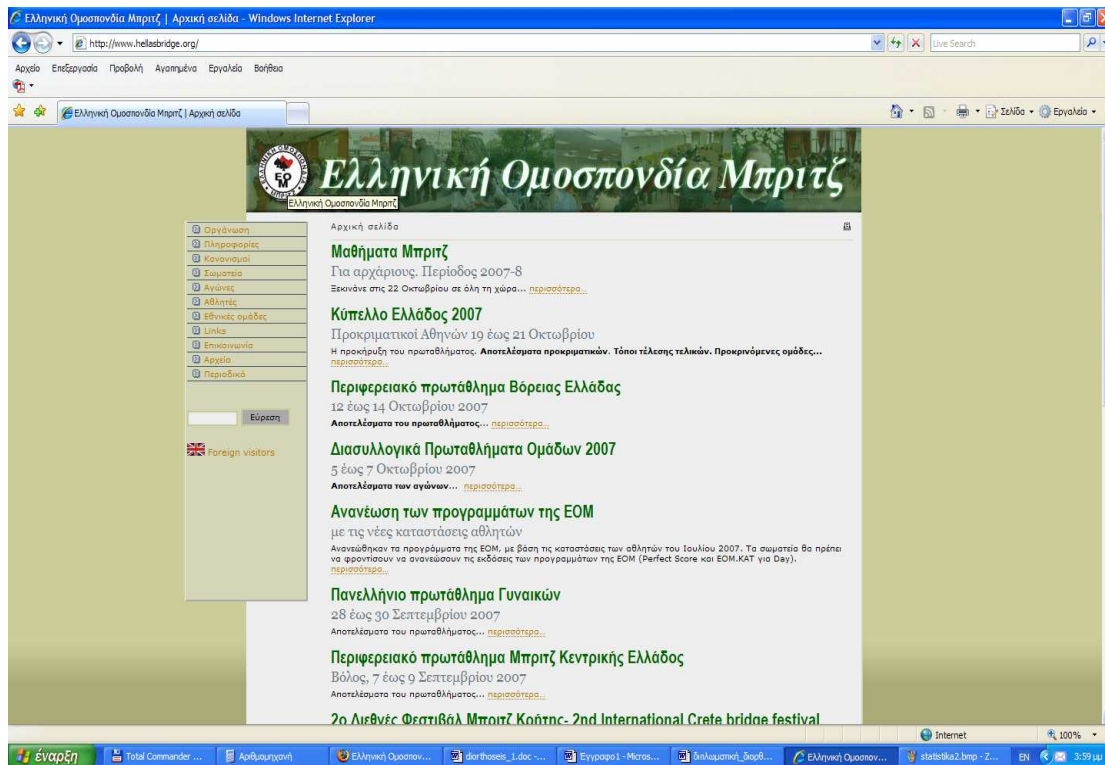 Ελληνική Ομοσπονδία Μπριτζ | Αρχική σελίδα - Windows Internet Explorer
http://www.hellasbridge.org/
Live Search
Αρχείο Επεξεργασία Προβολή Αγαπημένα Εργαλεία Βοήθεια
Ελληνική Ομοσπονδία Μπριτζ | Αρχική σελίδα
Σελίδα
Εργαλεία
ΕΟΜ
Ελληνική Ομοσπονδία Μπριτζ
Ελληνική Ομοσπονδία Μπριτζ
Οργάνωση
Πληροφορίες
Κανονισμοί
Σωματεία
Αγώνες
Αθλητές
Εθνικές ομάδες
Links
Επικοινωνία
Αρχεία
Περιοδικό
Εύρεση
Foreign visitors
Αρχική σελίδα
Μαθήματα Μπριτζ
Για αρχάριους. Περίοδος 2007-8
Ξεκινάνε στις 22 Οκτωβρίου σε όλη τη χώρα... περισσότερα...
Κύπελλο Ελλάδος 2007
Προκριματικοί Αθηνών 19 έως 21 Οκτωβρίου
Η προκήρυξη του πρωταθλήματος. Αποτελέσματα προκριματικών. Τόποι τέλεσης τελικών. Προκρινόμενες ομάδες...
περισσότερα...
Περιφερειακό πρωτάθλημα Βόρειας Ελλάδας
12 έως 14 Οκτωβρίου 2007
Αποτελέσματα του πρωταθλήματος... περισσότερα...
Διασυλλογικά Πρωταθλήματα Ομάδων 2007
5 έως 7 Οκτωβρίου 2007
Αποτελέσματα των αγώνων... περισσότερα...
Ανανέωση των προγραμμάτων της ΕΟΜ
με τις νέες καταστάσεις αθλητών
Ανανεώθηκαν τα προγράμματα της ΕΟΜ, με βάση τις καταστάσεις των αθλητών του Ιουλίου 2007. Τα σωματεία θα πρέπει
να φροντίσουν να ανανεώσουν τις εκδόσεις των προγραμμάτων της ΕΟΜ (Perfect Score και EOM.KAT για Day).
περισσότερα...
Πανελλήνιο πρωτάθλημα Γυναικών
28 έως 30 Σεπτεμβρίου 2007
Αποτελέσματα του πρωταθλήματος... περισσότερα...
Περιφερειακό πρωτάθλημα Μπριτζ Κεντρικής Ελλάδος
Βόλος, 7 έως 9 Σεπτεμβρίου 2007
Αποτελέσματα του πρωταθλήματος... περισσότερα...
2ο Διεθνές Φεστιβάλ Μπριτζ Κρήτης- 2nd International Crete bridge festival
Internet
100%
έναρξη
Total Commander ...
Αριθμομηχανή
Ελληνική Ομοσπον...
diorthoseis_1.doc -...
Έγγραφο1 - Micros...
διπλωματική_διορθ...
Ελληνική Ομοσπον...
statistika2.bmp - Z...
EN
3:59 μμ